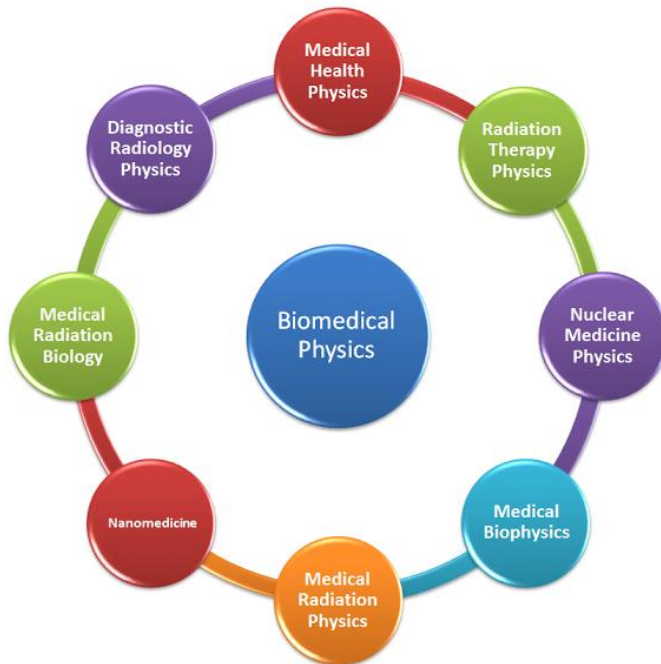 Medical
Health
Physics
Radiation
Therapy
Physics
Nuclear
Medicine
Physics
Medical
Biophysics
Medical
Radiation
Physics
Nanomedicine
Medical
Radiation
Biology
Diagnostic
Radiology
Physics
Biomedical
Physics